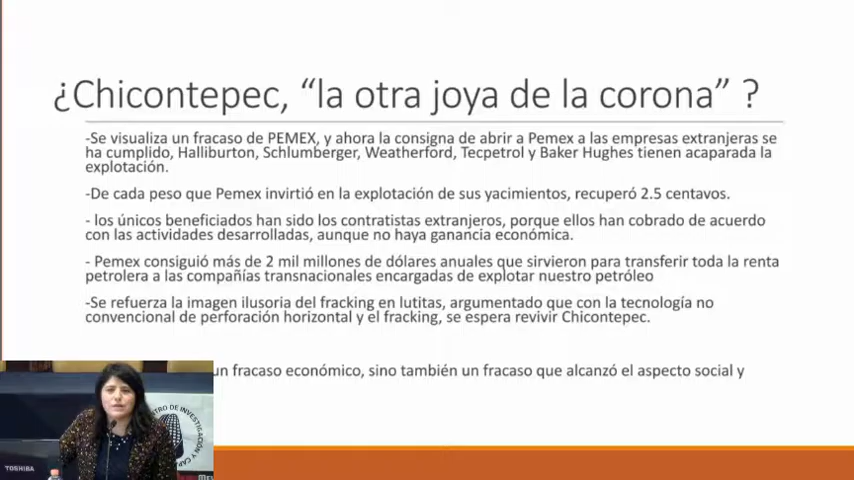 ¿Chicontepec, “la otra joya de la corona” ?
-Se visualiza un fracaso de PEMEX, y ahora la consigna de abrir a Pemex a las empresas extranjeras se
ha cumplido, Halliburton, Schlumberger, Weatherford, Tecpetrol y Baker Hughes tienen acaparada la
explotación.
-De cada peso que Pemex invirtió en la explotación de sus yacimientos, recuperó 2.5 centavos.
- los únicos beneficiados han sido los contratistas extranjeros, porque ellos han cobrado de acuerdo
con las actividades desarrolladas, aunque no haya ganancia económica.
- Pemex consiguió más de 2 mil millones de dólares anuales que sirvieron para transferir toda la renta
petrolera a las compañías transnacionales encargadas de explotar nuestro petróleo
-Se refuerza la imagen ilusoria del fracking en lutitas, argumentado que con la tecnología no
convencional de perforación horizontal y el fracking, se espera revivir Chicontepec.
un fracaso económico, sino también un fracaso que alcanzó el aspecto social y
TRO DE INVESTIGACIÓN
Y CAP
TOSHIBA